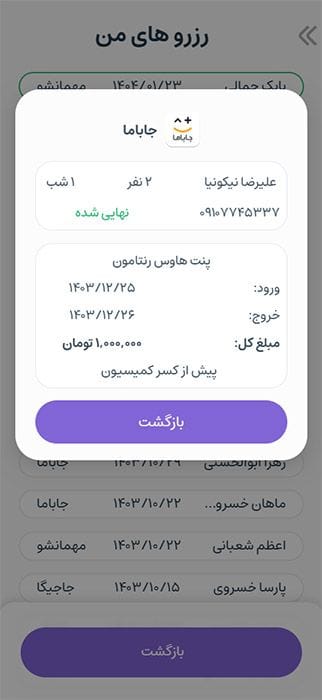 رزرو های من
بابک جمالی ۱۴۰۴/۰۱/۲۳ مهمانشو
جاباما
جاباما
علیرضا نیکونیا ۲ نفر ۱ شب
۰۹۱۰۷۷۴۵۳۳۷ نهایی شده
پنت هاوس رنتامون
ورود: ۱۴۰۳/۱۲/۲۵
خروج: ۱۴۰۳/۱۲/۲۶
مبلغ کل: ۱,۰۰۰,۰۰۰ تومان
پیش از کسر کمیسیون
بازگشت
زهرا ابوالحسنی ۱۴۰۳/۱۰/۲۹ جاباما
ماهان خسرو... ۱۴۰۳/۱۰/۲۲ جاباما
اعظم شعبانی ۱۴۰۳/۱۰/۲۲ مهمانشو
پارسا خسروی ۱۴۰۳/۱۰/۱۵ جاجیگا
بازگشت